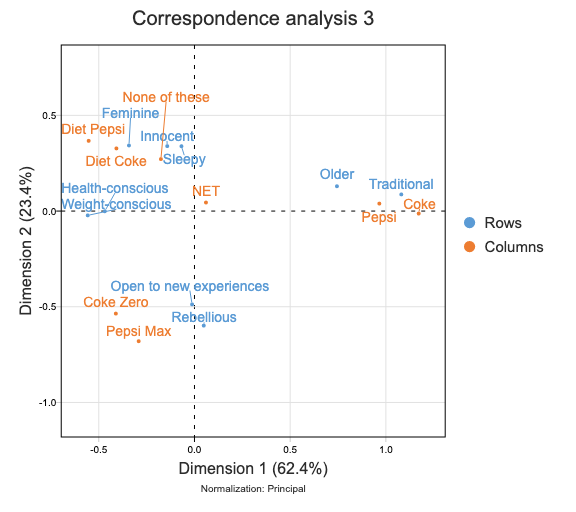 Correspondence analysis 3
None of these
Feminine
Diet Pepsi
Innocent
Diet Coke
Sleepy
Older
Traditional
Health-conscious
NET
Weight-conscious
Coke
Pepsi
Open to new experiences
Coke Zero
Rebellious
Pepsi Max
0.5
0.0
-0.5
-1.0
Dimension 2 (23.4%)
-0.5
0.0
0.5
1.0
Dimension 1 (62.4%)
Normalization: Principal
Rows
Columns